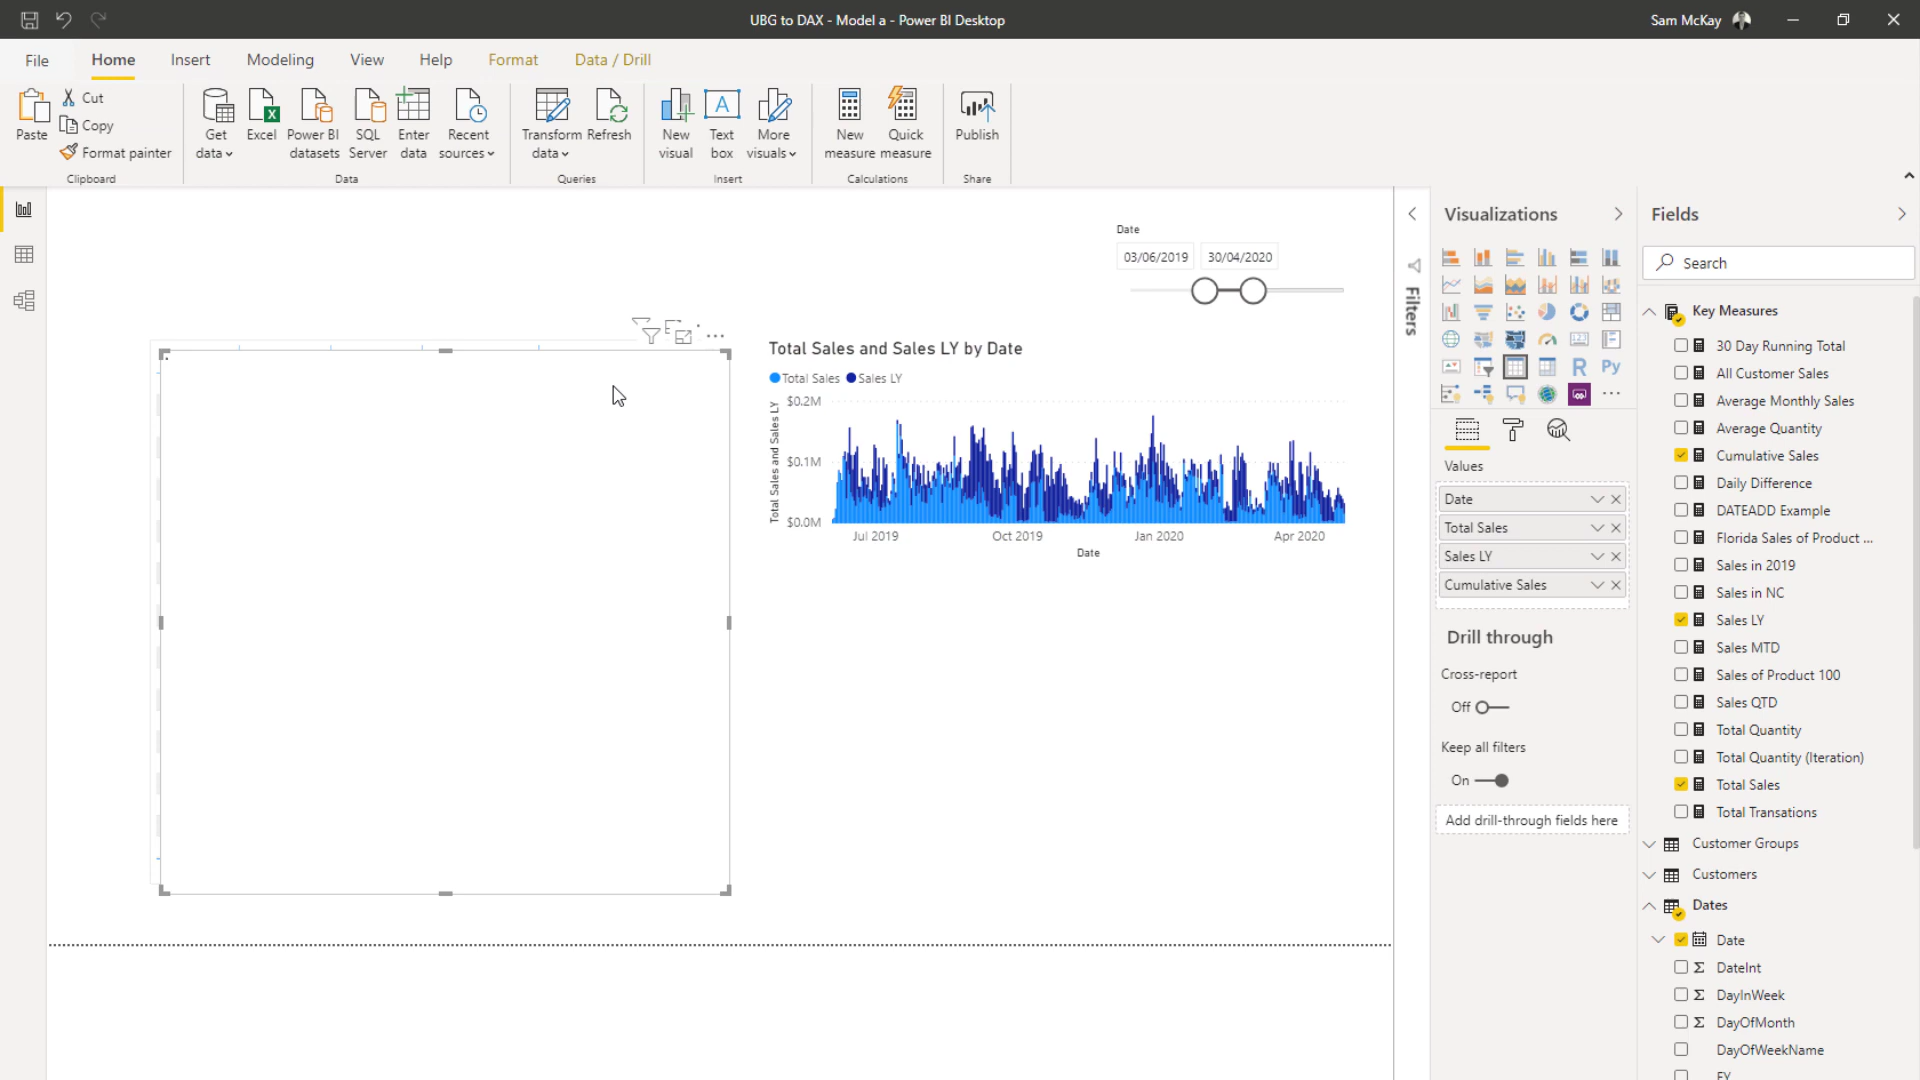 UBG to DAX - Model a - Power BI Desktop
Sam McKay
File Home Insert Modeling View Help Format Data / Drill
Paste
Cut
Copy
Format painter
Clipboard
Get data
Excel
Power BI datasets
SQL Server
Enter data
Recent sources
Data
Transform data
Refresh
Queries
New visual
Text box
More visuals
Insert
New measure
Quick measure
Calculations
Publish
Share
Date
03/06/2019 30/04/2020
Total Sales and Sales LY by Date
Total Sales Sales LY
Total Sales and Sales LY
$0.2M
$0.1M
$0.0M
Jul 2019 Oct 2019 Jan 2020 Apr 2020
Date
Filters
Visualizations
R Py
Values
Date
Total Sales
Sales LY
Cumulative Sales
Drill through
Cross-report
Off
Keep all filters
On
Add drill-through fields here
Fields
Search
Key Measures
30 Day Running Total
All Customer Sales
Average Monthly Sales
Average Quantity
Cumulative Sales
Daily Difference
DATEADD Example
Florida Sales of Product ...
Sales in 2019
Sales in NC
Sales LY
Sales MTD
Sales of Product 100
Sales QTD
Total Quantity
Total Quantity (Iteration)
Total Sales
Total Transations
Customer Groups
Customers
Dates
Date
DateInt
DayInWeek
DayOfMonth
DayOfWeekName
FY